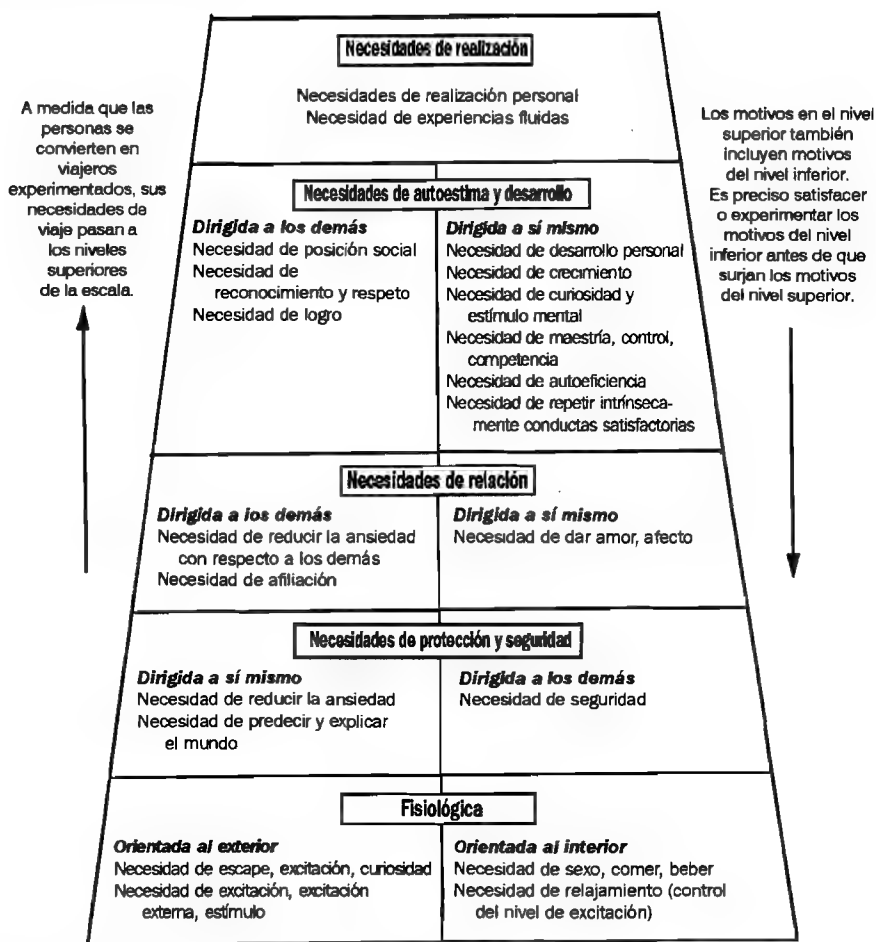 Necesidades de realización
Necesidades de realización personal
Necesidad de experiencias fluidas
A medida que las
personas se
convierten en
viajeros
experimentados, sus
necesidades de
viaje pasan a
los niveles
superiores
de la escala.
Los motivos en el nivel
superior también
incluyen motivos
del nivel inferior.
Es preciso satisfacer
o experimentar los
motivos del nivel
inferior antes de que
surjan los motivos
del nivel superior.
Necesidades de autoestima y desarrollo
Dirigida a los demás
Necesidad de posición social
Necesidad de
reconocimiento y respeto
Necesidad de logro
Dirigida a sí mismo
Necesidad de desarrollo personal
Necesidad de crecimiento
Necesidad de curiosidad y
estímulo mental
Necesidad de maestría, control,
competencia
Necesidad de autoeficiencia
Necesidad de repetir intrínseca-
mente conductas satisfactorias
Necesidades de relación
Dirigida a los demás
Necesidad de reducir la ansiedad
con respecto a los demás
Necesidad de afiliación
Dirigida a sí mismo
Necesidad de dar amor, afecto
Necesidades de protección y seguridad
Dirigida a sí mismo
Necesidad de reducir la ansiedad
Necesidad de predecir y explicar
el mundo
Dirigida a los demás
Necesidad de seguridad
Fisiológica
Orientada al exterior
Necesidad de escape, excitación, curiosidad
Necesidad de excitación, excitación
externa, estímulo
Orientada al interior
Necesidad de sexo, comer, beber
Necesidad de relajamiento (control
del nivel de excitación)